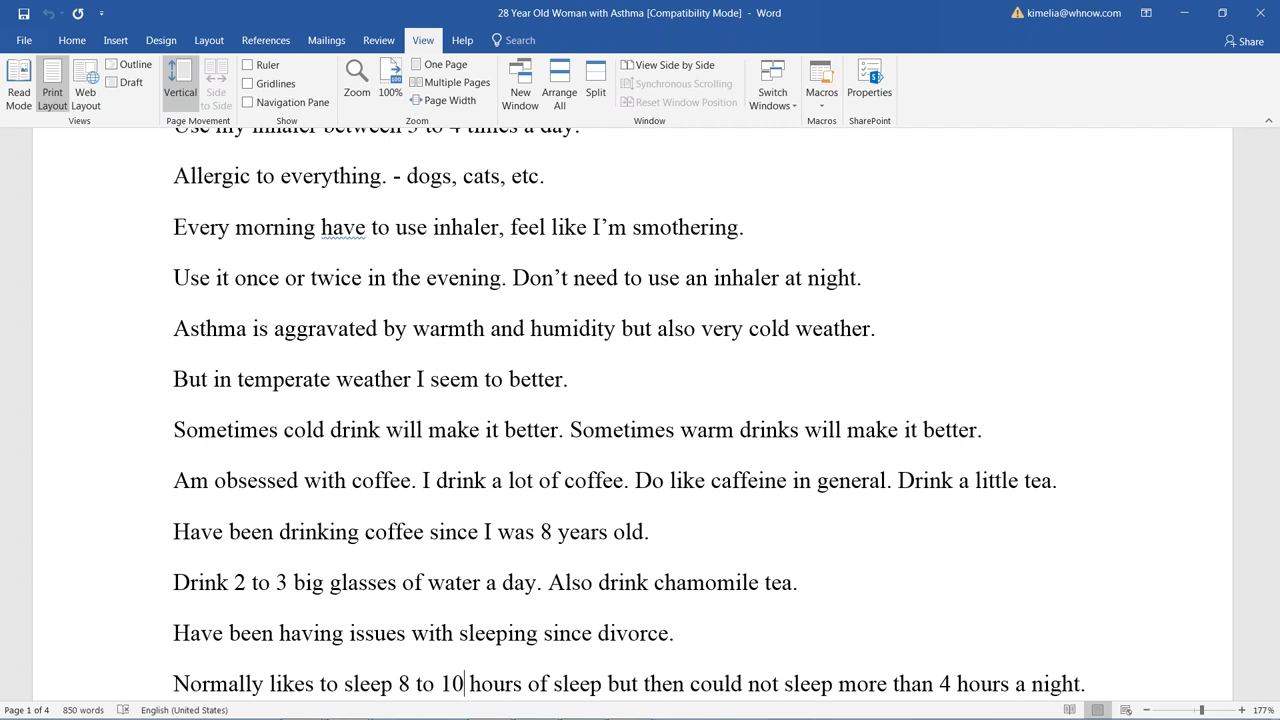 28 Year Old Woman with Asthma [Compatibility Mode] - Word
kimelia@whnow.com
File Home Insert Design Layout References Mailings Review View Help Search
Share
Read Mode
Print Layout
Web Layout
Outline
Draft
Views
Vertical
Side to Side
Page Movement
Ruler
Gridlines
Navigation Pane
Show
Zoom
100
100%
One Page
Multiple Pages
Page Width
Zoom
New Window
Arrange All
Split
View Side by Side
Synchronous Scrolling
Reset Window Position
Window
Switch Windows
Macros
Macros
Properties
SharePoint
Use my inhaler between 3 to 4 times a day.
Allergic to everything. - dogs, cats, etc.
Every morning have to use inhaler, feel like I’m smothering.
Use it once or twice in the evening. Don’t need to use an inhaler at night.
Asthma is aggravated by warmth and humidity but also very cold weather.
But in temperate weather I seem to better.
Sometimes cold drink will make it better. Sometimes warm drinks will make it better.
Am obsessed with coffee. I drink a lot of coffee. Do like caffeine in general. Drink a little tea.
Have been drinking coffee since I was 8 years old.
Drink 2 to 3 big glasses of water a day. Also drink chamomile tea.
Have been having issues with sleeping since divorce.
Normally likes to sleep 8 to 10 hours of sleep but then could not sleep more than 4 hours a night.
Page 1 of 4 850 words English (United States) 177%